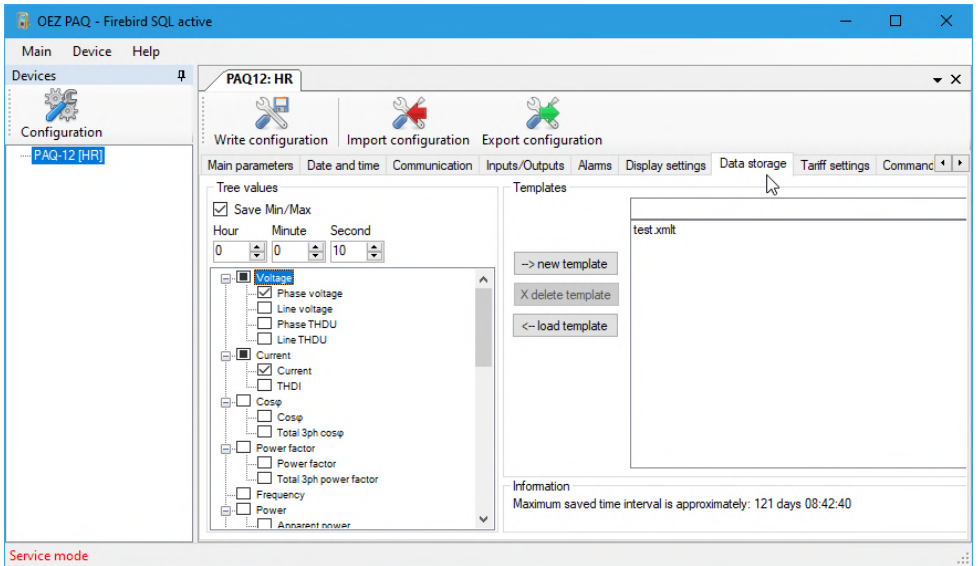 OEZ PAQ - Firebird SQL active
Main Device Help
Devices
Configuration
PAQ-12 [HR]
PAQ12: HR
Write configuration Import configuration Export configuration
Main parameters Date and time Communication Inputs/Outputs Alarms Display settings Data storage Tariff settings Command
Tree values
Save Min/Max
Hour Minute Second
0 0 10
Voltage
Phase voltage
Line voltage
Phase THDU
Line THDU
Current
Current
THDI
Cosφ
Cosφ
Total 3ph cosφ
Power factor
Power factor
Total 3ph power factor
Frequency
Power
Apparent power
Templates
test.xmlt
--> new template
X delete template
<-- load template
Information
Maximum saved time interval is approximately: 121 days 08:42:40
Service mode